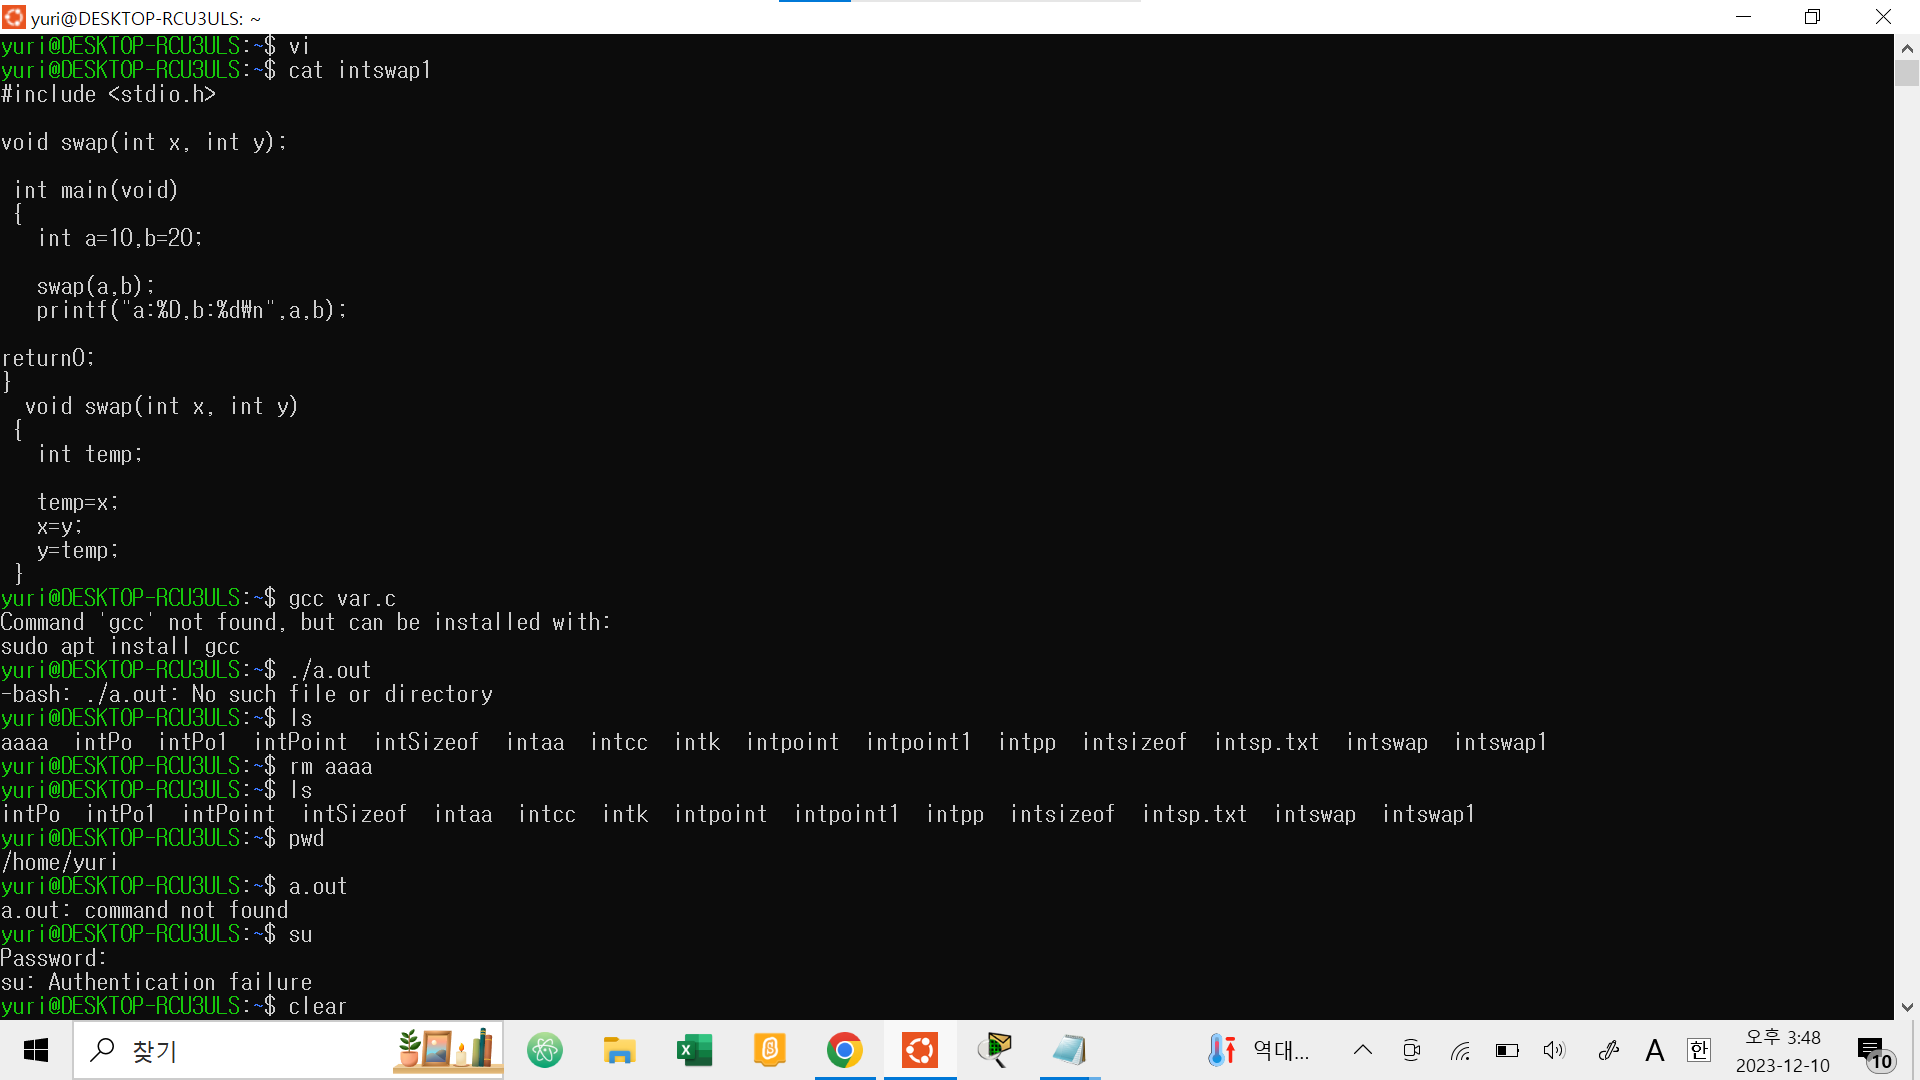 yuri@DESKTOP-RCU3ULS: ~
yuri@DESKTOP-RCU3ULS:~$ vi
yuri@DESKTOP-RCU3ULS:~$ cat intswap1
#include <stdio.h>
void swap(int x, int y);
int main(void)
{
int a=10,b=20;
swap(a,b);
printf("a:%D,b:%d₩n",a,b);
return0;
}
void swap(int x, int y)
{
int temp;
temp=x;
x=y;
y=temp;
}
yuri@DESKTOP-RCU3ULS:~$ gcc var.c
Command 'gcc' not found, but can be installed with:
sudo apt install gcc
yuri@DESKTOP-RCU3ULS:~$ ./a.out
-bash: ./a.out: No such file or directory
yuri@DESKTOP-RCU3ULS:~$ ls
aaaa intPo intPo1 intPoint intSizeof intaa intcc intk intpoint intpoint1 intpp intsizeof intsp.txt intswap intswap1
yuri@DESKTOP-RCU3ULS:~$ rm aaaa
yuri@DESKTOP-RCU3ULS:~$ ls
intPo intPo1 intPoint intSizeof intaa intcc intk intpoint intpoint1 intpp intsizeof intsp.txt intswap intswap1
yuri@DESKTOP-RCU3ULS:~$ pwd
/home/yuri
yuri@DESKTOP-RCU3ULS:~$ a.out
a.out: command not found
yuri@DESKTOP-RCU3ULS:~$ su
Password:
su: Authentication failure
yuri@DESKTOP-RCU3ULS:~$ clear
찾기
역대...
A
한
오후 3:48
2023-12-10
10